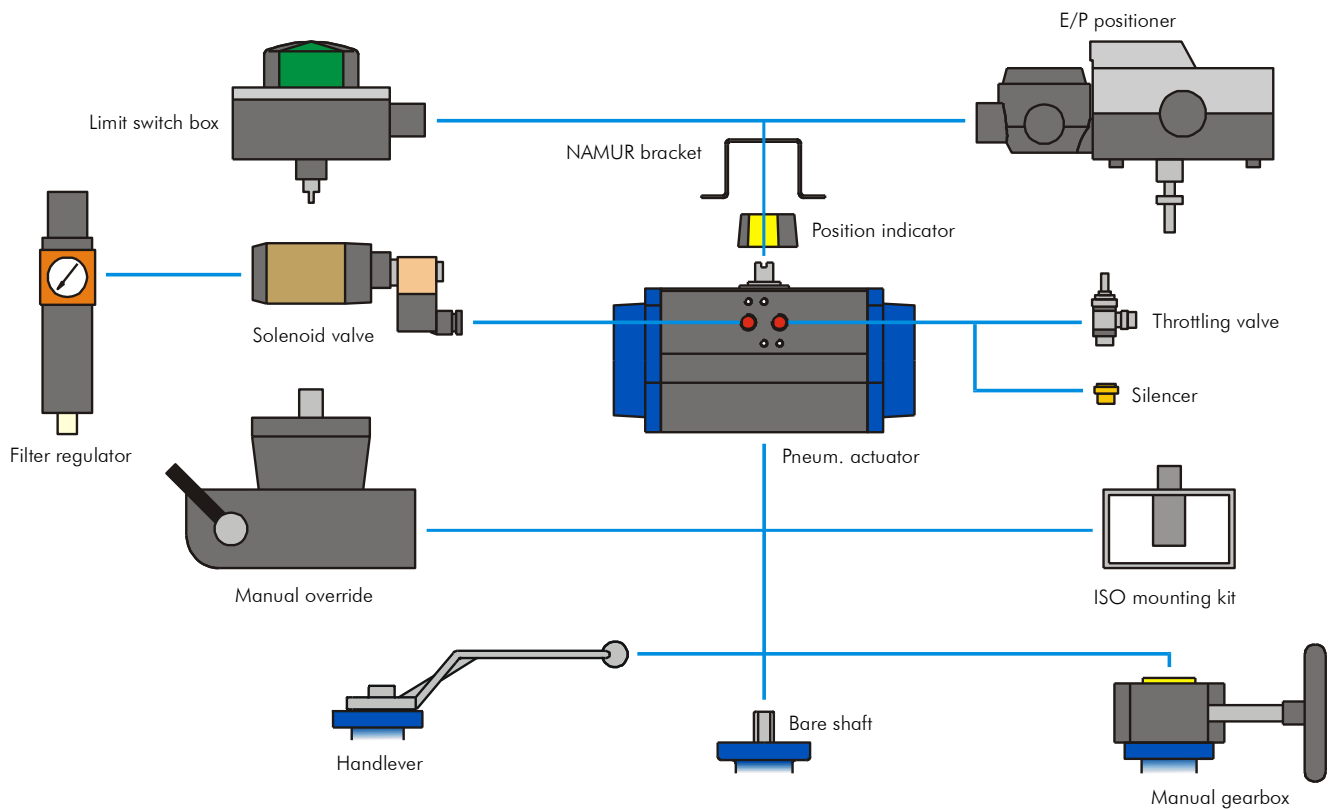 E/P positioner
Limit switch box
NAMUR bracket
Position indicator
Solenoid valve
Throttling valve
Silencer
Filter regulator
Pneum. actuator
Manual override
ISO mounting kit
Bare shaft
Handlever
Manual gearbox